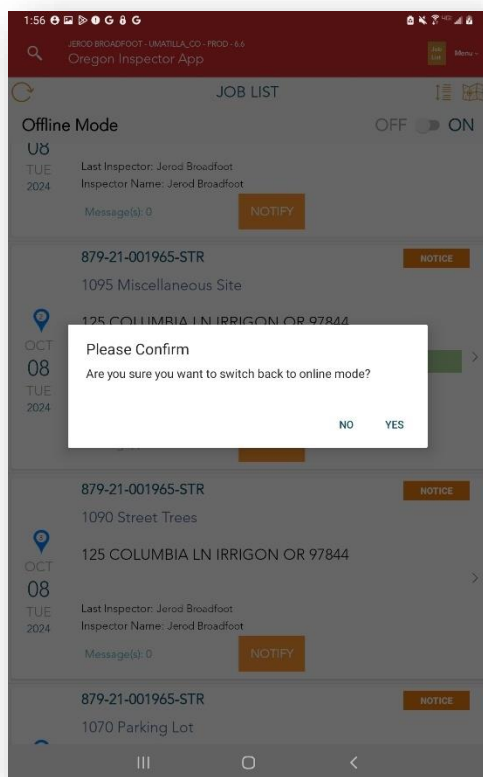 1:56
JEROD BROADFOOT - UMATILLA_CO - PROD - 6.6
Oregon Inspector App
Job List
Menu
JOB LIST
Offline Mode
OFF ON
08
TUE
2024
Last Inspector: Jerod Broadfoot
Inspector Name: Jerod Broadfoot
Message(s): 0
NOTIFY
879-21-001965-STR
NOTICE
1095 Miscellaneous Site
125 COLUMBIA LN IRRIGON OR 97844
OCT
08
TUE
2024
Please Confirm
Are you sure you want to switch back to online mode?
NO YES
879-21-001965-STR
NOTICE
1090 Street Trees
125 COLUMBIA LN IRRIGON OR 97844
OCT
08
TUE
2024
Last Inspector: Jerod Broadfoot
Inspector Name: Jerod Broadfoot
Message(s): 0
NOTIFY
879-21-001965-STR
NOTICE
1070 Parking Lot